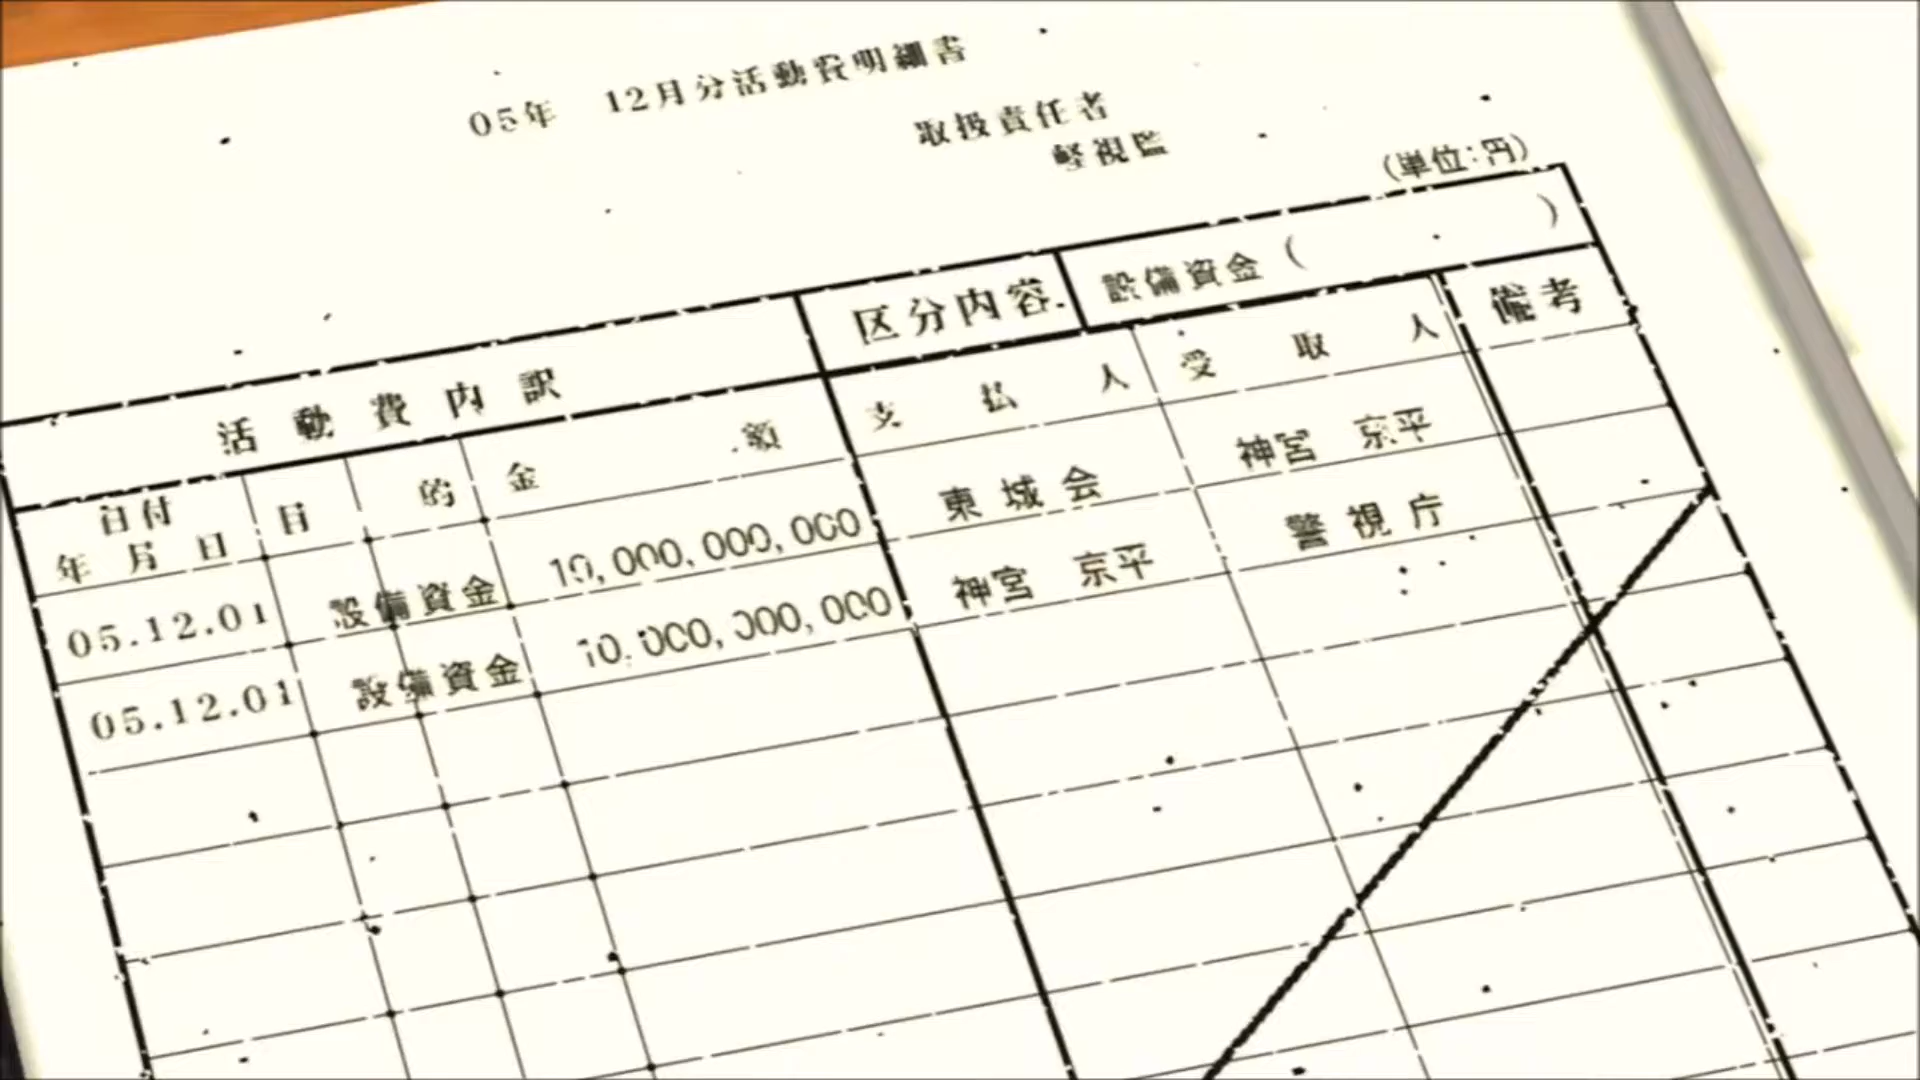 05年 12月分活動費明細書
取扱責任者
軽視監
(単位:円)
区分内容 設備資金( )
活動費内訳
備考
支払人 受取人
日付 目的 金額
年月日
05.12.01 設備資金 10,000,000,000 東城会 神宮 京平
05.12.01 設備資金 10,000,000,000 神宮 京平 警視庁